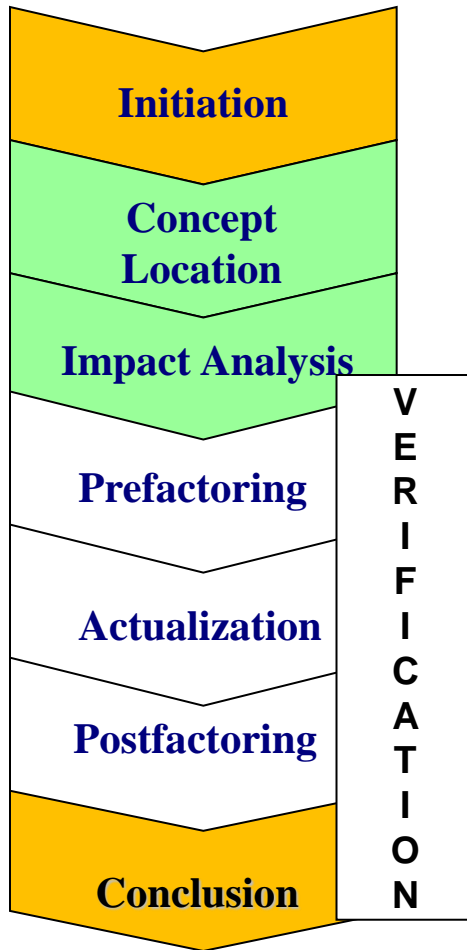 Initiation
Concept
Location
Impact Analysis
Prefactoring
Actualization
Postfactoring
Conclusion
V
E
R
I
F
I
C
A
T
I
O
N